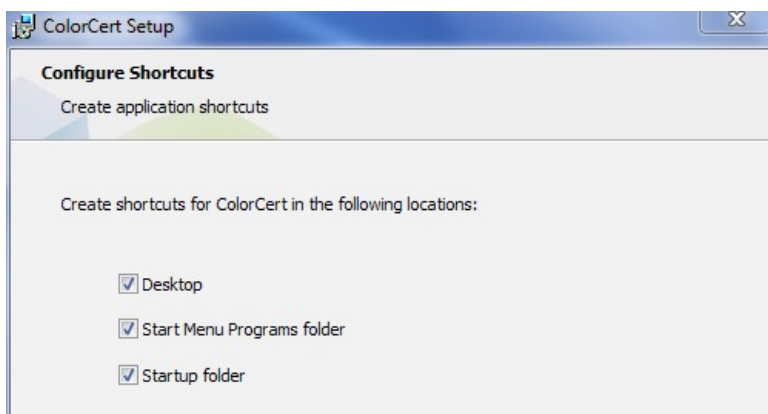 ColorCert Setup
Configure Shortcuts
Create application shortcuts
Create shortcuts for ColorCert in the following locations:
Desktop
Start Menu Programs folder
Startup folder